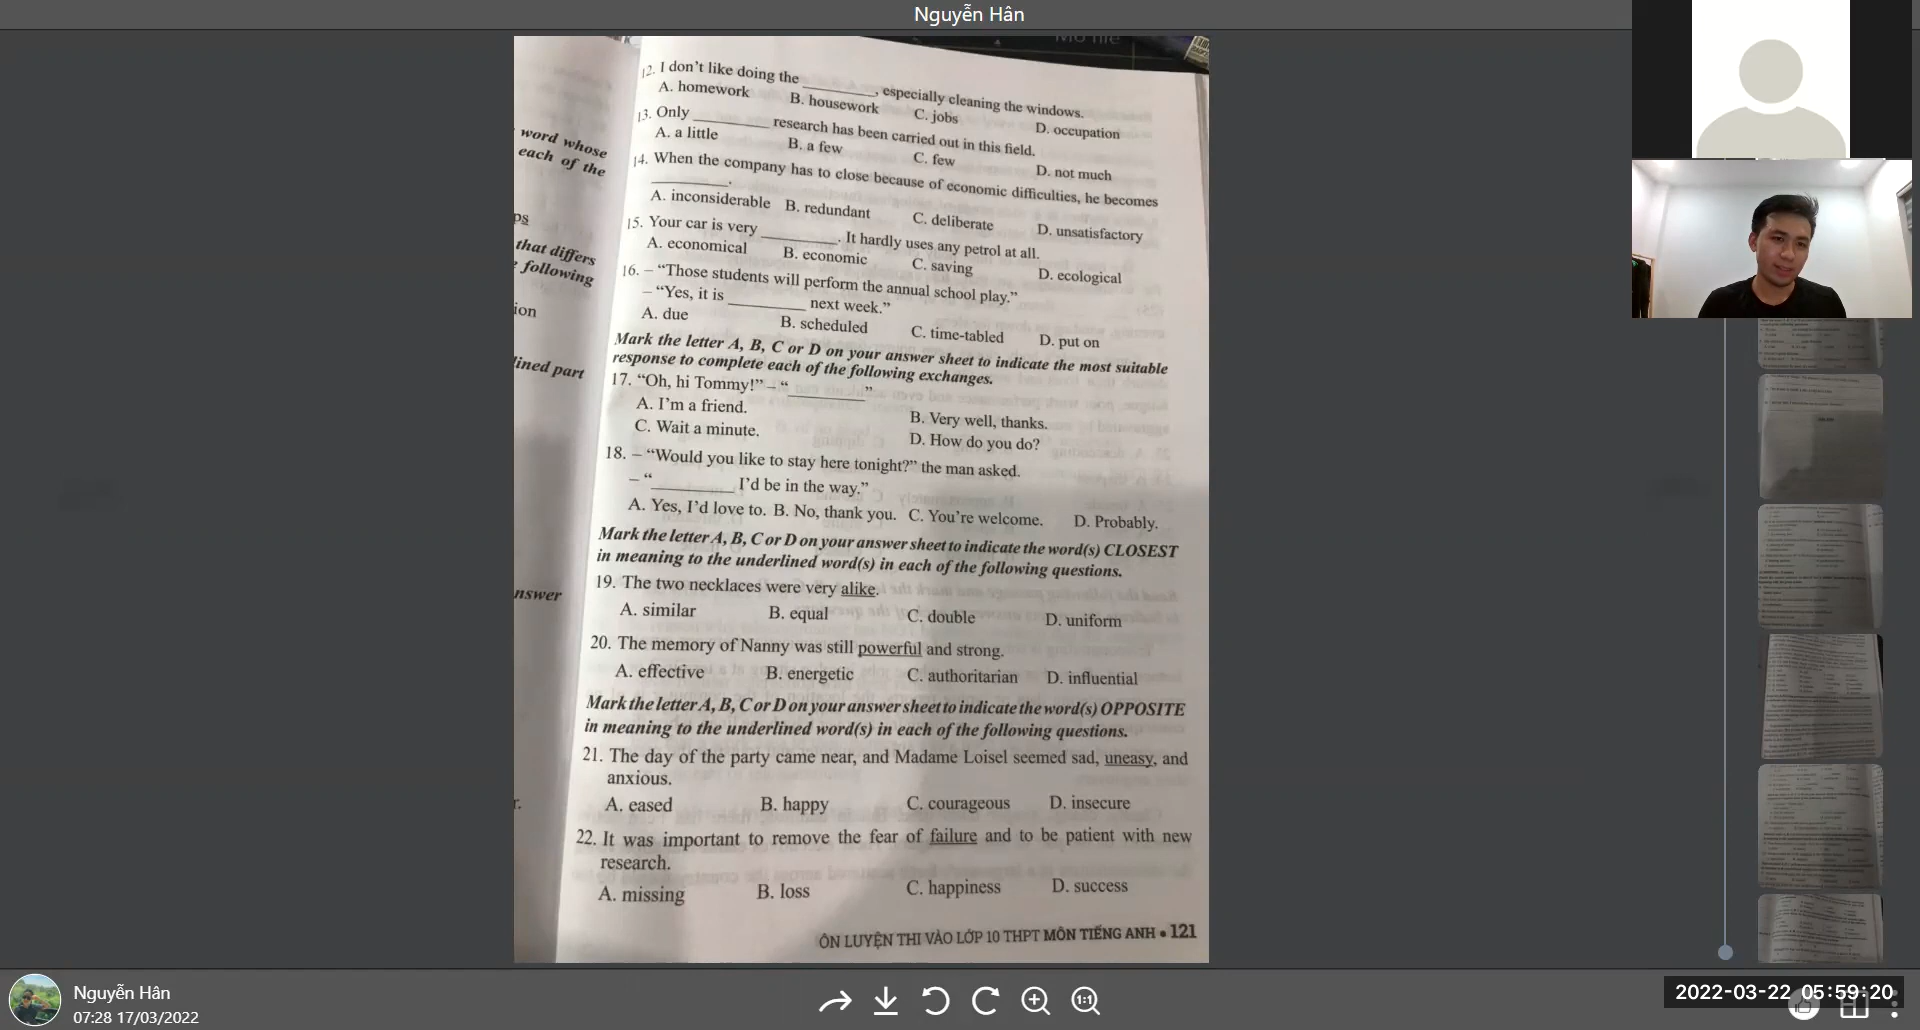 Nguyễn Hân
12. I don't like doing the _________, especially cleaning the windows.
A. homework B. housework C. jobs D. occupation
13. Only _________ research has been carried out in this field.
A. a little B. a few C. few D. not much
14. When the company has to close because of economic difficulties, he becomes
_________.
A. inconsiderable B. redundant C. deliberate D. unsatisfactory
15. Your car is very _________. It hardly uses any petrol at all.
A. economical B. economic C. saving D. ecological
16. – “Those students will perform the annual school play.”
– “Yes, it is _________ next week.”
A. due B. scheduled C. time-tabled D. put on
Mark the letter A, B, C or D on your answer sheet to indicate the most suitable
response to complete each of the following exchanges.
17. “Oh, hi Tommy!” – “_________”
A. I'm a friend. B. Very well, thanks.
C. Wait a minute. D. How do you do?
18. – “Would you like to stay here tonight?” the man asked.
– “_________ I'd be in the way.”
A. Yes, I'd love to. B. No, thank you. C. You're welcome. D. Probably.
Mark the letter A, B, C or D on your answer sheet to indicate the word(s) CLOSEST
in meaning to the underlined word(s) in each of the following questions.
19. The two necklaces were very alike.
A. similar B. equal C. double D. uniform
20. The memory of Nanny was still powerful and strong.
A. effective B. energetic C. authoritarian D. influential
Mark the letter A, B, C or D on your answer sheet to indicate the word(s) OPPOSITE
in meaning to the underlined word(s) in each of the following questions.
21. The day of the party came near, and Madame Loisel seemed sad, uneasy, and
anxious.
A. eased B. happy C. courageous D. insecure
22. It was important to remove the fear of failure and to be patient with new
research.
A. missing B. loss C. happiness D. success
ÔN LUYỆN THI VÀO LỚP 10 THPT MÔN TIẾNG ANH • 121
word whose
each of the
ps
that differs
following
ion
lined part
nswer
r.
Nguyễn Hân
07:28 17/03/2022
1:1
2022-03-22 05:59:20